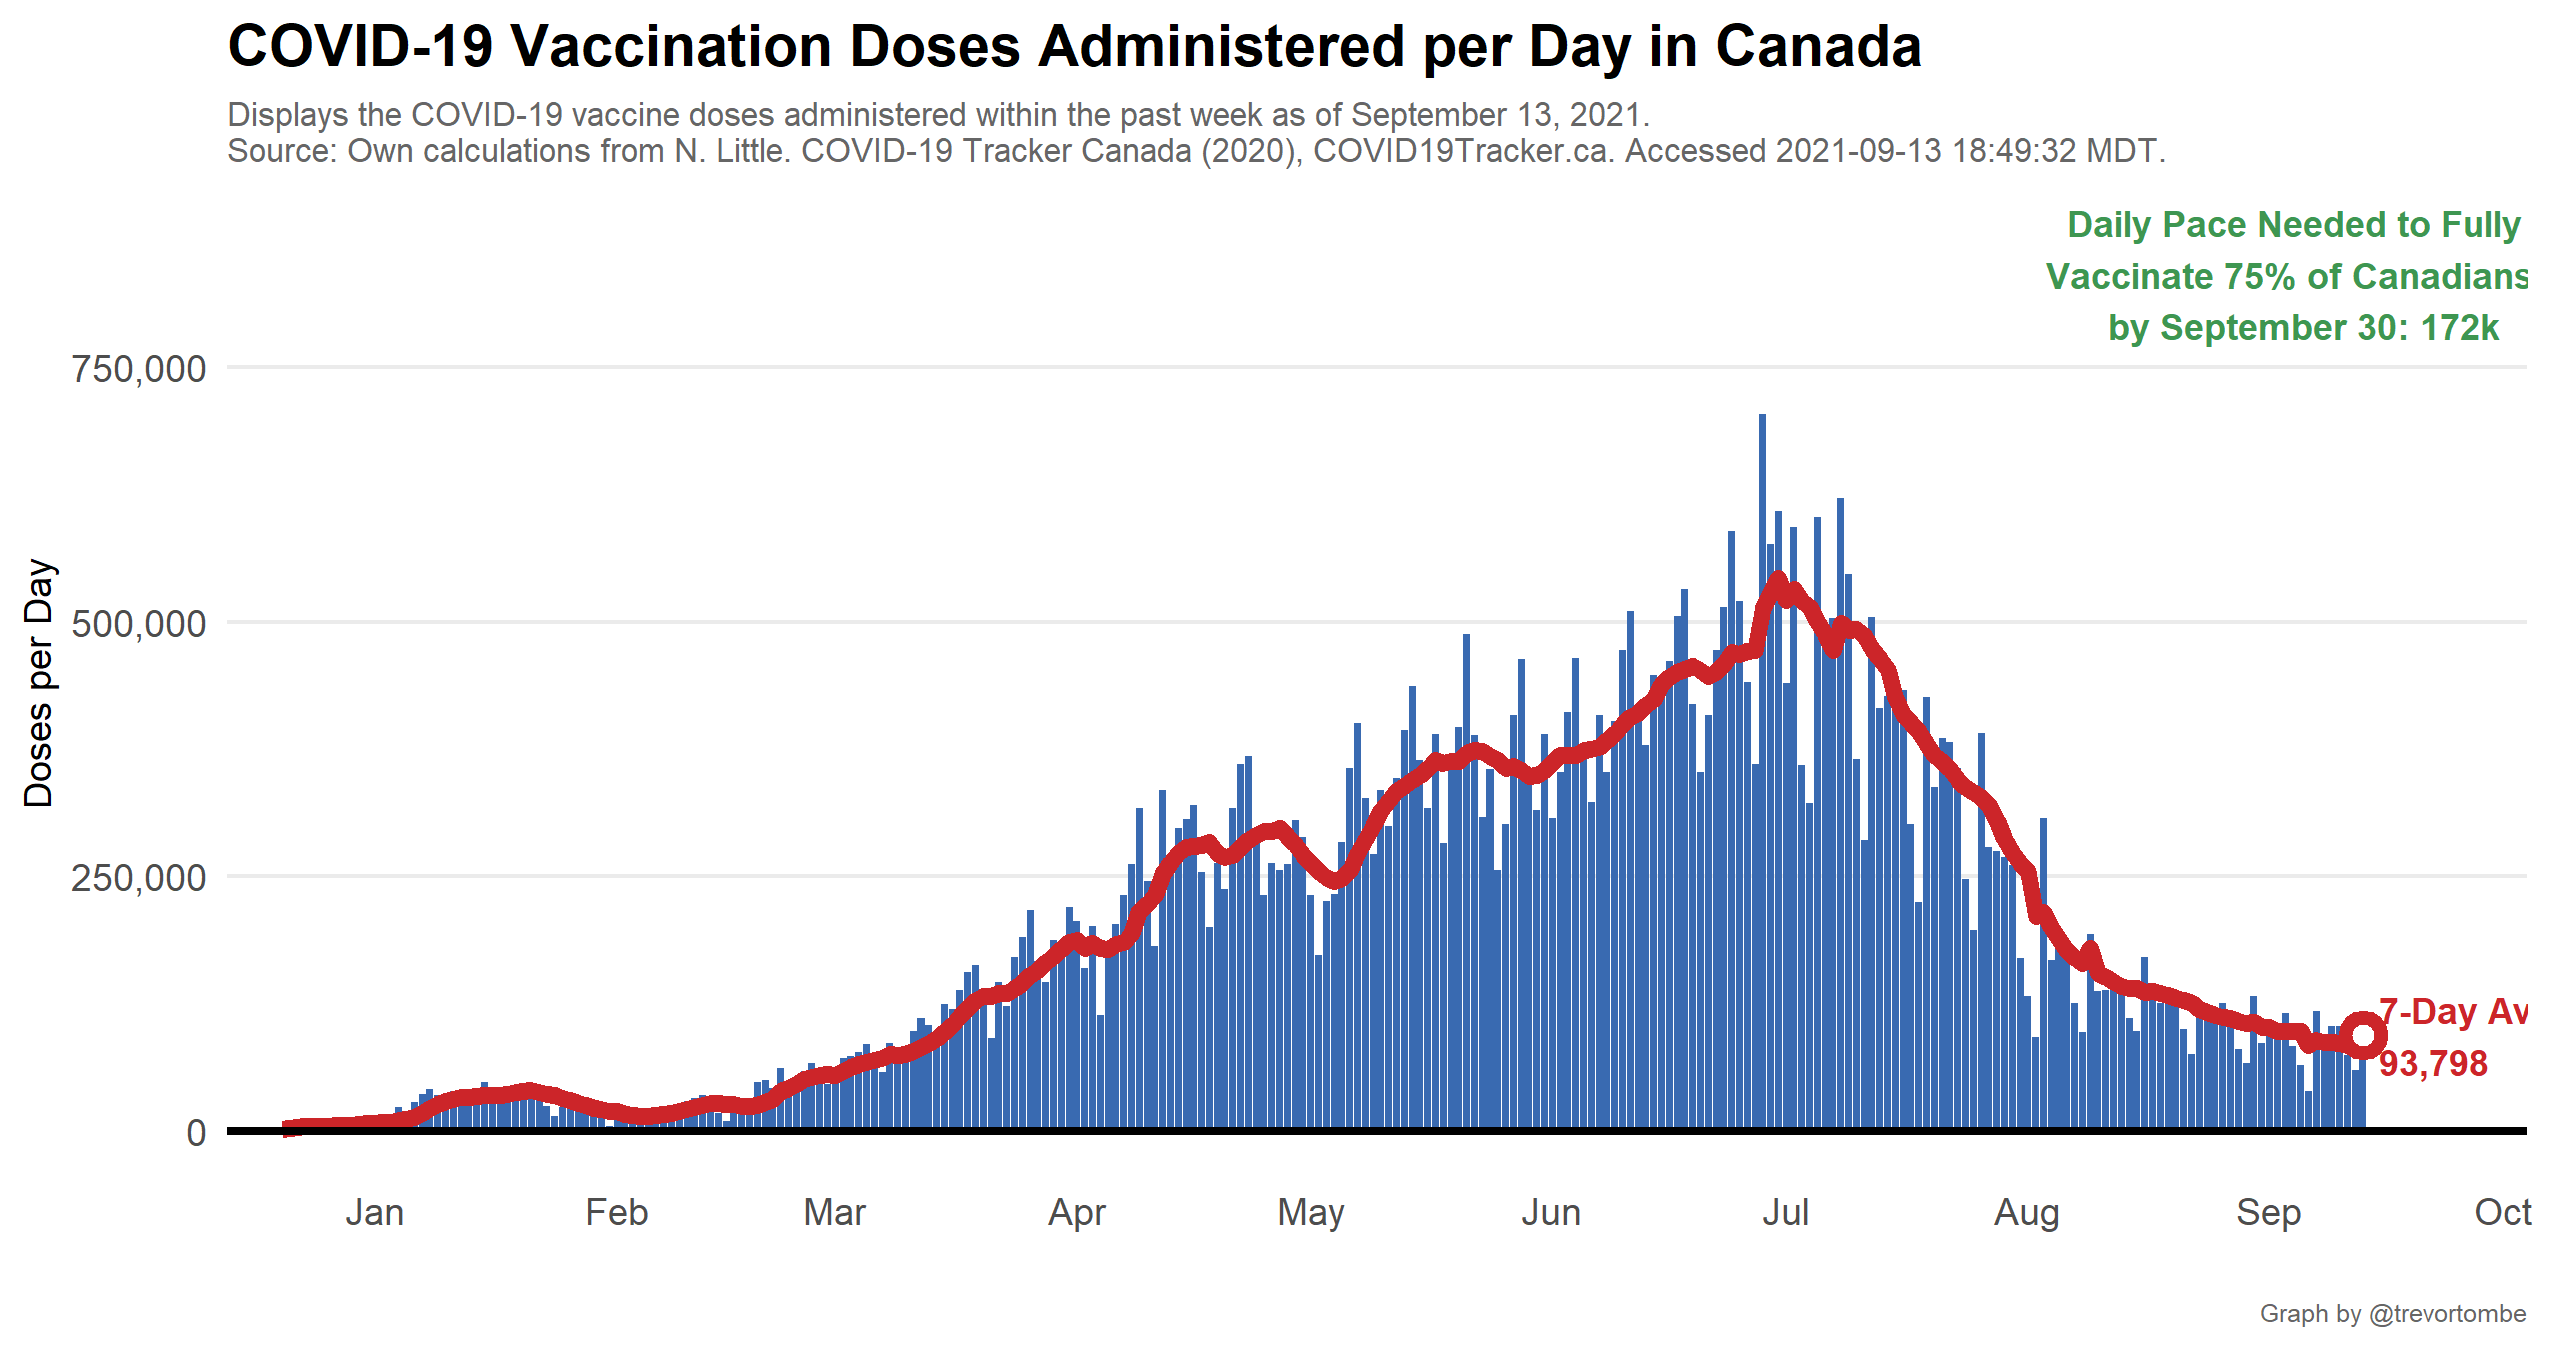 COVID-19 Vaccination Doses Administered per Day in Canada
Displays the COVID-19 vaccine doses administered within the past week as of September 13, 2021.
Source: Own calculations from N. Little. COVID-19 Tracker Canada (2020), COVID19Tracker.ca. Accessed 2021-09-13 18:49:32 MDT.
Daily Pace Needed to Fully
Vaccinate 75% of Canadians
by September 30: 172k
750,000
500,000
250,000
0
Doses per Day
7-Day Av
93,798
Jan Feb Mar Apr May Jun Jul Aug Sep Oct
Graph by @trevortombe